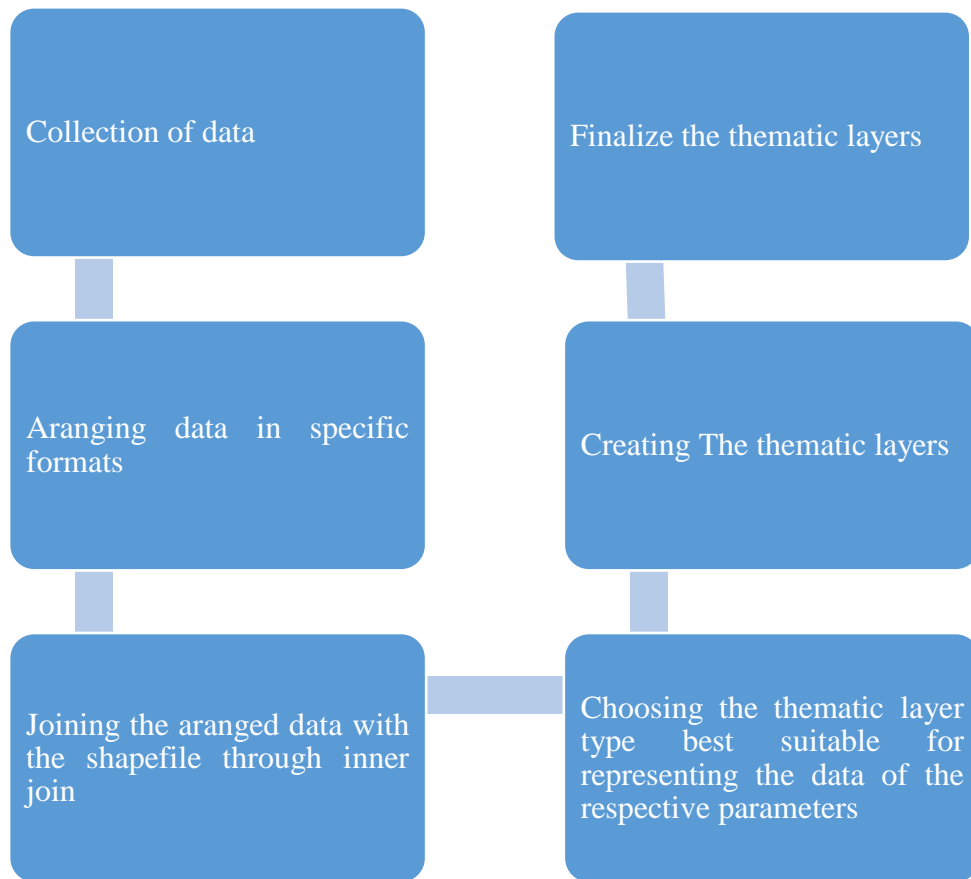 Collection of data
Aranging data in specific
formats
Joining the aranged data with
the shapefile through inner
join
Choosing the thematic layer
type best suitable for
representing the data of the
respective parameters
Creating The thematic layers
Finalize the thematic layers